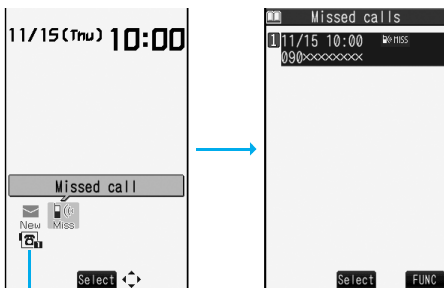 11/15(Thu) 10:00
Missed call
New Miss
1
Select
Missed calls
1 11/15 10:00 MISS
090××××××××
Select FUNC